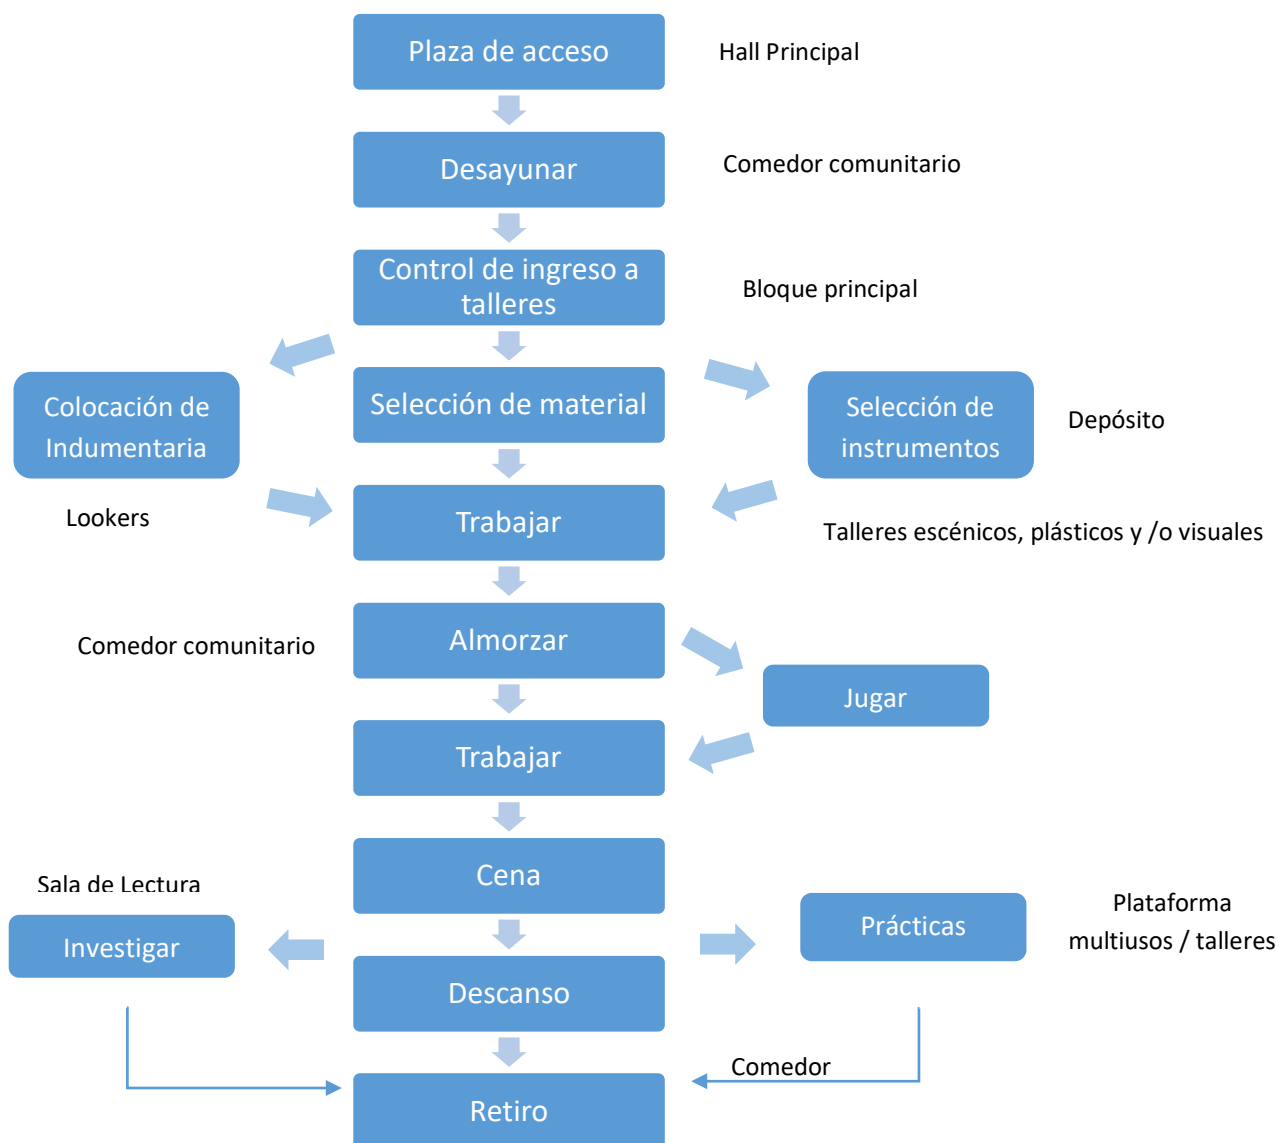 Plaza de acceso
Hall Principal
Desayunar
Comedor comunitario
Control de ingreso a
talleres
Bloque principal
Colocación de
Indumentaria
Selección de material
Selección de
instrumentos
Depósito
Lookers
Trabajar
Talleres escénicos, plásticos y /o visuales
Comedor comunitario
Almorzar
Jugar
Trabajar
Cena
Sala de Lectura
Investigar
Prácticas
Plataforma
multiusos / talleres
Descanso
Comedor
Retiro